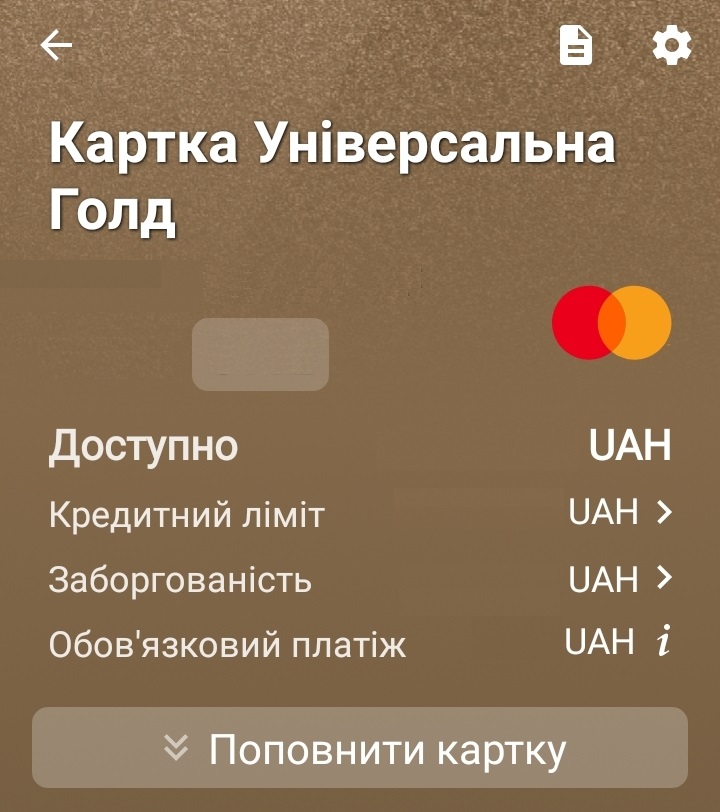 Картка Універсальна
Голд
Доступно UAH
Кредитний ліміт UAH
Заборгованість UAH
Обов'язковий платіж UAH i
Поповнити картку